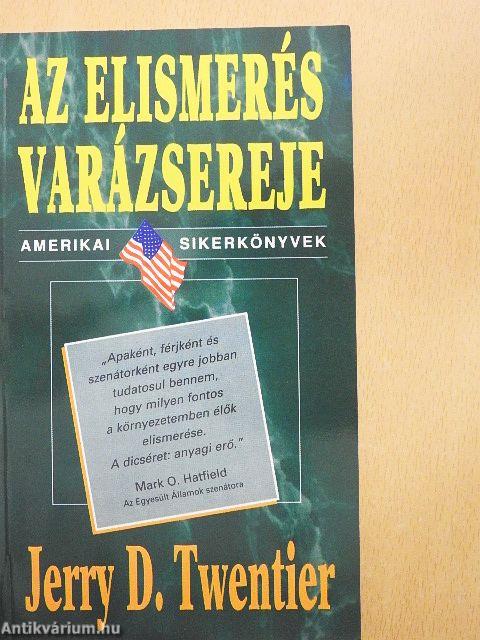 AZ ELISMERÉS
VARÁZSEREJE
AMERIKAI SIKERKÖNYVEK
„Apaként, férjként és
szenátorként egyre jobban
tudatosul bennem,
hogy milyen fontos
a környezetemben élők
elismerése.
A dicséret: anyagi erő.”
Mark O. Hatfield
Az Egyesült Államok szenátora
Jerry D. Twentier
Antikvárium.hu